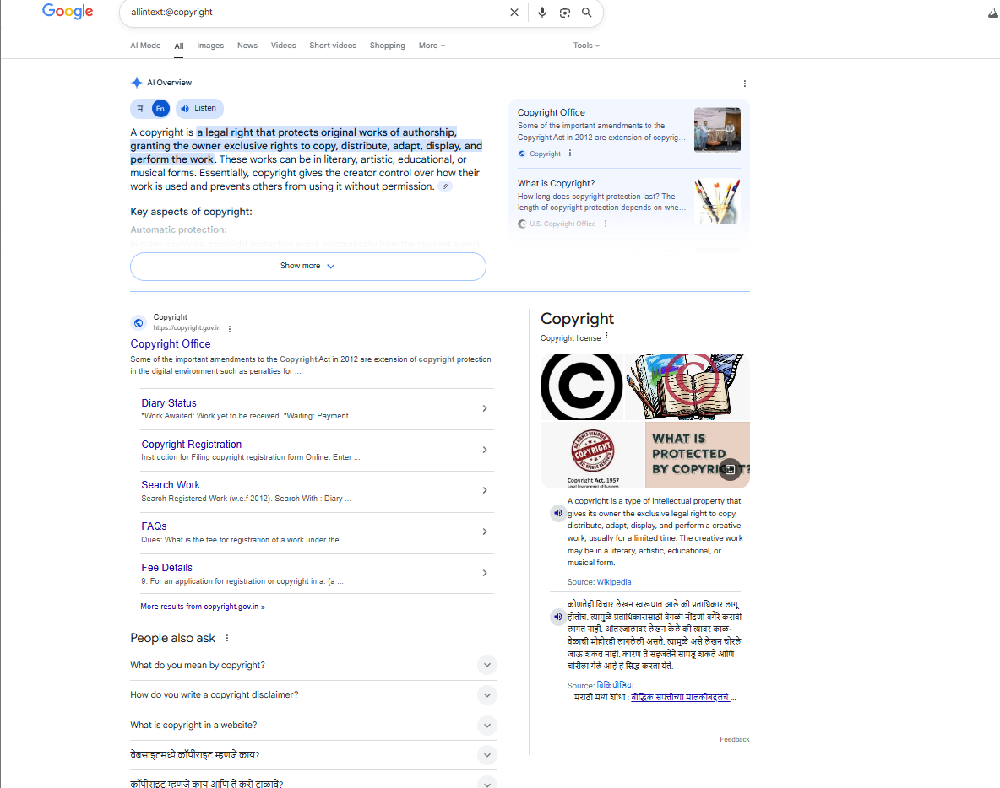 Google
allintext:@copyright
AI Mode
All
Images
News
Videos
Short videos
Shopping
More
Tools
AI Overview
म
En
Listen
A copyright is a legal right that protects original works of authorship,
granting the owner exclusive rights to copy, distribute, adapt, display, and
perform the work. These works can be in literary, artistic, educational, or
musical forms. Essentially, copyright gives the creator control over how their
work is used and prevents others from using it without permission.
Key aspects of copyright:
Automatic protection:
Show more
Copyright Office
Some of the important amendments to the
Copyright Act in 2012 are extension of copyrig...
Copyright
What is Copyright?
How long does copyright protection last? The
length of copyright protection depends on whe...
U.S. Copyright Office
Copyright
https://copyright.gov.in
Copyright Office
Some of the important amendments to the Copyright Act in 2012 are extension of copyright protection
in the digital environment such as penalties for ...
Diary Status
*Work Awaited: Work yet to be received. *Waiting: Payment ...
Copyright Registration
Instruction for Filing copyright registration form Online: Enter ...
Search Work
Search Registered Work (w.e.f 2012). Search With : Diary ...
FAQs
Ques: What is the fee for registration of a work under the ...
Fee Details
9. For an application for registration or copyright in a: (a ...
More results from copyright.gov.in »
People also ask
What do you mean by copyright?
How do you write a copyright disclaimer?
What is copyright in a website?
वेबसाइटमध्ये कॉपीराइट म्हणजे काय?
कॉपीराइट म्हणजे काय आणि ते कसे टाळावे?
Copyright
Copyright license
©
©
ALL RIGHTS RESERVED
COPYRIGHT
ALL RIGHTS RESERVED
Copyright Act, 1957
Legal Environment of Business
WHAT IS
PROTECTED
BY COPYRIGHT?
A copyright is a type of intellectual property that
gives its owner the exclusive legal right to copy,
distribute, adapt, display, and perform a creative
work, usually for a limited time. The creative work
may be in a literary, artistic, educational, or
musical form.
Source: Wikipedia
कोणतेही विचार लेखन स्वरूपात आले की प्रताधिकार लागू
होतोच. त्यामुळे प्रताधिकारासाठी वेगळी नोंदणी वगैरे करावी
लागत नाही. आंतरजालावर लेखन केले की त्यावर काळ-
वेळाची मोहोरही लागलेली असते. त्यामुळे असे लेखन चोरले
जाऊ शकत नाही. कारण ते सहजतेने सापडू शकते आणि
चोरीला गेले आहे हे सिद्ध करता येते.
Source: विकिपीडिया
मराठी मध्ये शोधा : बौद्धिक संपत्तीच्या मालकीबद्दलचं ...
Feedback